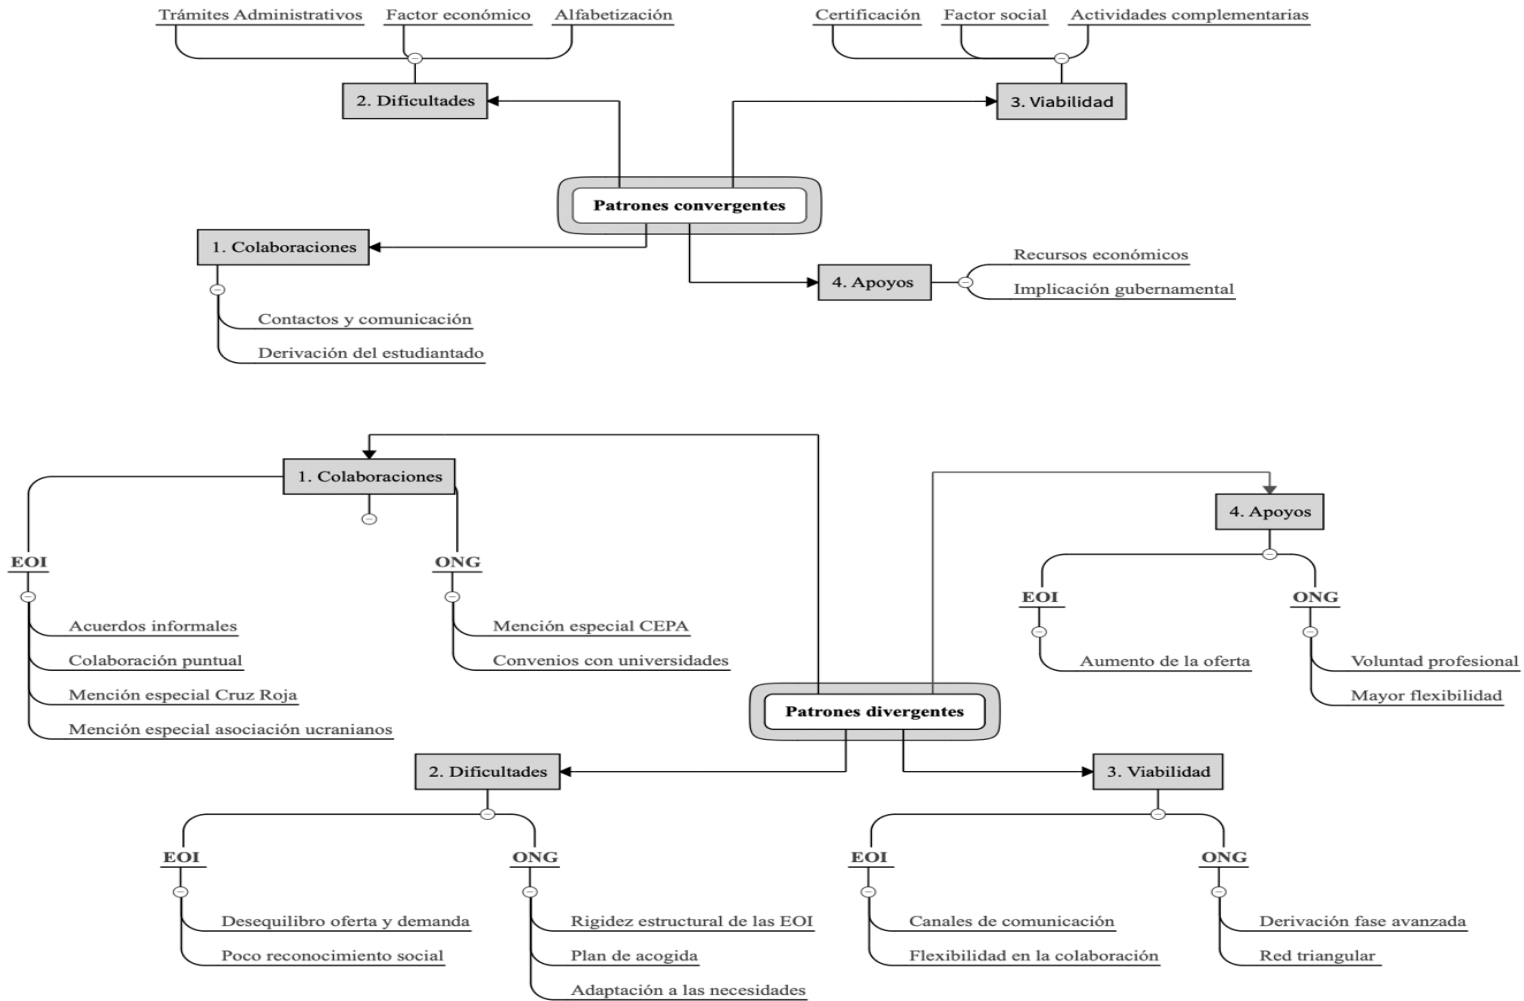 Trámites Administrativos
Factor económico
Alfabetización
Certificación
Factor social
Actividades complementarias
2. Dificultades
3. Viabilidad
Patrones convergentes
1. Colaboraciones
4. Apoyos
Recursos económicos
Implicación gubernamental
Contactos y comunicación
Derivación del estudiantado
1. Colaboraciones
EOI
Acuerdos informales
Colaboración puntual
Mención especial Cruz Roja
Mención especial asociación ucranianos
ONG
Mención especial CEPA
Convenios con universidades
4. Apoyos
EOI
Aumento de la oferta
ONG
Voluntad profesional
Mayor flexibilidad
Patrones divergentes
2. Dificultades
EOI
Desequilibro oferta y demanda
Poco reconocimiento social
ONG
Rigidez estructural de las EOI
Plan de acogida
Adaptación a las necesidades
3. Viabilidad
EOI
Canales de comunicación
Flexibilidad en la colaboración
ONG
Derivación fase avanzada
Red triangular